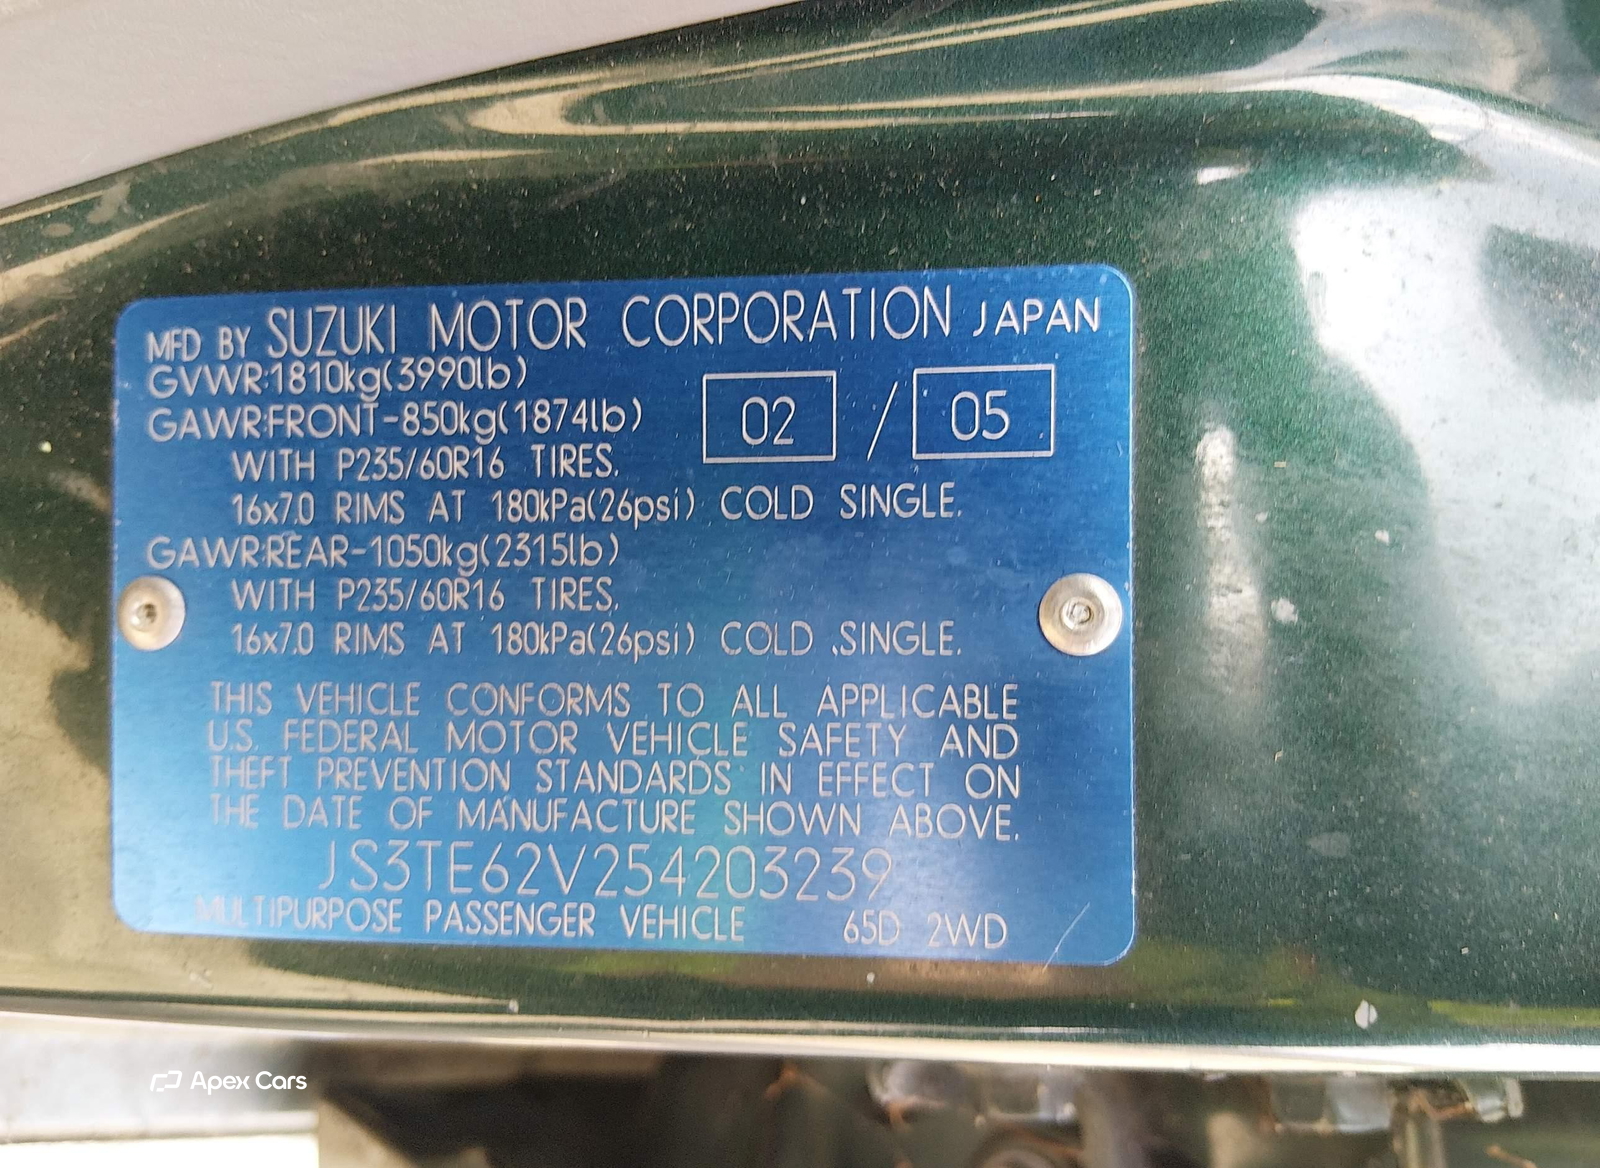 MFD BY SUZUKI MOTOR CORPORATION JAPAN
GVWR:1810kg(3990lb)
GAWR:FRONT-850kg(1874lb)
02 / 05
WITH P235/60R16 TIRES.
16x7.0 RIMS AT 180kPa(26psi) COLD SINGLE.
GAWR:REAR-1050kg(2315lb)
WITH P235/60R16 TIRES.
16x7.0 RIMS AT 180kPa(26psi) COLD SINGLE.
THIS VEHICLE CONFORMS TO ALL APPLICABLE
U.S. FEDERAL MOTOR VEHICLE SAFETY AND
THEFT PREVENTION STANDARDS IN EFFECT ON
THE DATE OF MANUFACTURE SHOWN ABOVE.
JS3TE62V254203239
MULTIPURPOSE PASSENGER VEHICLE 65D 2WD
Apex Cars